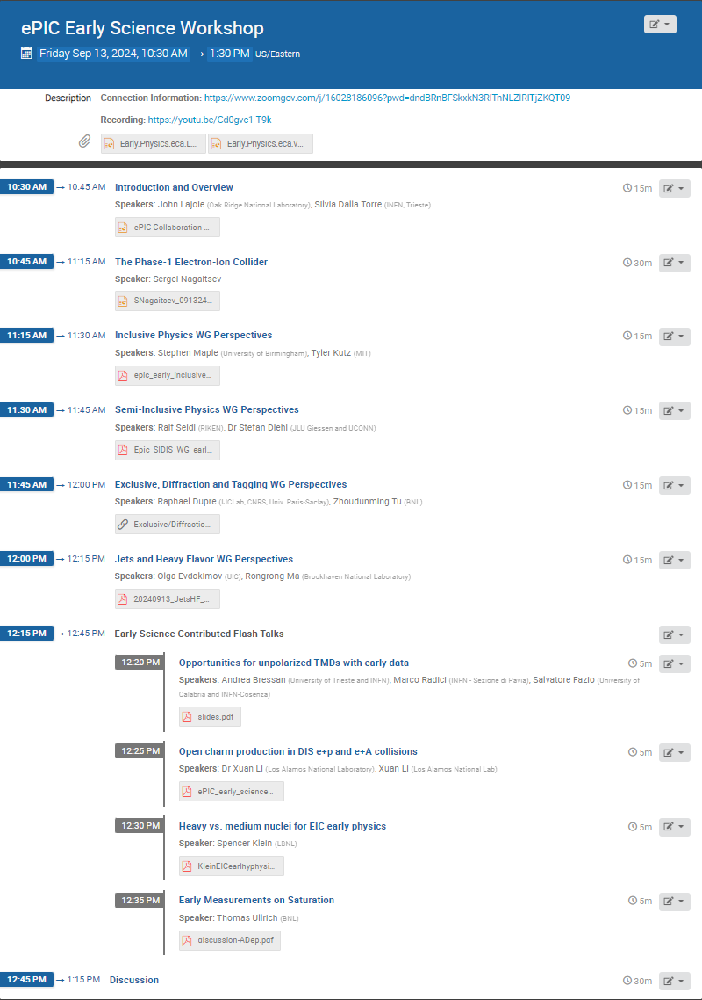 ePIC Early Science Workshop
Friday Sep 13, 2024, 10:30 AM → 1:30 PM US/Eastern
Description Connection Information: https://www.zoomgov.com/j/16028186096?pwd=dndBRnBFSkxkN3RITnNLZlRITjZKQT09
Recording: https://youtu.be/Cd0gvc1-T9k
Early.Physics.eca.L... Early.Physics.eca.v...
10:30 AM → 10:45 AM Introduction and Overview 15m
Speakers: John Lajoie (Oak Ridge National Laboratory), Silvia Dalla Torre (INFN, Trieste)
ePIC Collaboration ...
10:45 AM → 11:15 AM The Phase-1 Electron-Ion Collider 30m
Speaker: Sergei Nagaitsev
SNagaitsev_091324...
11:15 AM → 11:30 AM Inclusive Physics WG Perspectives 15m
Speakers: Stephen Maple (University of Birmingham), Tyler Kutz (MIT)
epic_early_inclusive...
11:30 AM → 11:45 AM Semi-Inclusive Physics WG Perspectives 15m
Speakers: Ralf Seidl (RIKEN), Dr Stefan Diehl (JLU Giessen and UCONN)
Epic_SIDIS_WG_earl...
11:45 AM → 12:00 PM Exclusive, Diffraction and Tagging WG Perspectives 15m
Speakers: Raphael Dupre (IJCLab, CNRS, Univ. Paris-Saclay), Zhoudunming Tu (BNL)
Exclusive/Diffractio...
12:00 PM → 12:15 PM Jets and Heavy Flavor WG Perspectives 15m
Speakers: Olga Evdokimov (UIC), Rongrong Ma (Brookhaven National Laboratory)
20240913_JetsHF_...
12:15 PM → 12:45 PM Early Science Contributed Flash Talks
12:20 PM Opportunities for unpolarized TMDs with early data 5m
Speakers: Andrea Bressan (University of Trieste and INFN), Marco Radici (INFN - Sezione di Pavia), Salvatore Fazio (University of
Calabria and INFN-Cosenza)
slides.pdf
12:25 PM Open charm production in DIS e+p and e+A collisions 5m
Speakers: Dr Xuan Li (Los Alamos National Laboratory), Xuan Li (Los Alamos National Lab)
ePIC_early_science...
12:30 PM Heavy vs. medium nuclei for EIC early physics 5m
Speaker: Spencer Klein (LBNL)
KleinEICearlhyphysi...
12:35 PM Early Measurements on Saturation 5m
Speaker: Thomas Ullrich (BNL)
discussion-ADep.pdf
12:45 PM → 1:15 PM Discussion 30m